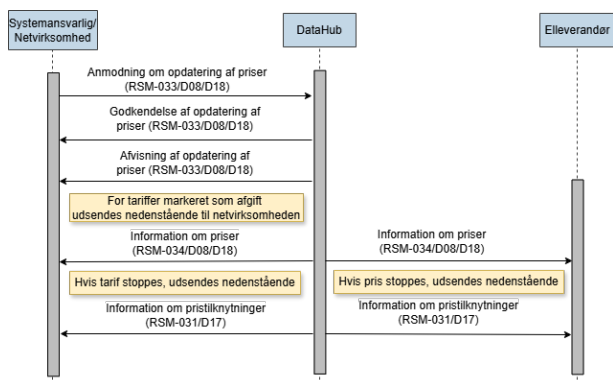 Systemansvarlig/
Netvirksomhed
DataHub
Elleverandør
Anmodning om opdatering af priser
(RSM-033/D08/D18)
Godkendelse af opdatering af
priser (RSM-033/D08/D18)
Afvisning af opdatering af
priser (RSM-033/D08/D18)
For tariffer markeret som afgift
udsendes nedenstående til netvirksomheden
Information om priser
(RSM-034/D08/D18)
Information om priser
(RSM-034/D08/D18)
Hvis tarif stoppes, udsendes nedenstående
Hvis pris stoppes, udsendes nedenstående
Information om pristilknytninger
(RSM-031/D17)
Information om pristilknytninger
(RSM-031/D17)